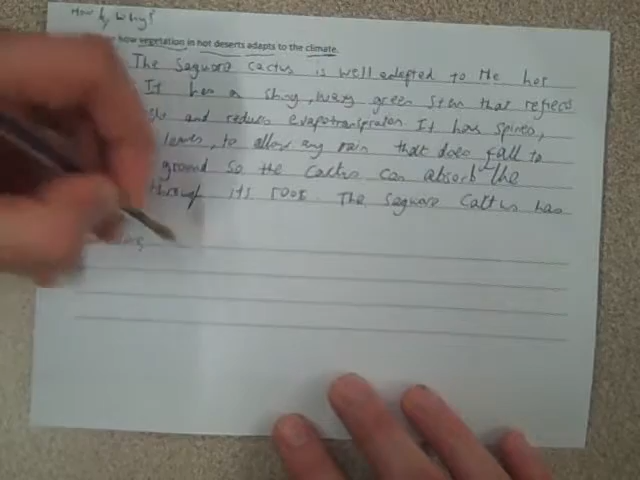 How & Why?
how vegetation in hot deserts adapts to the climate.
The Saguaro Cactus is well adapted to the hot
It has a shiny, waxy green stem that reflects
and reduces evapotranspiration. It has spines,
leaves, to allow any rain that does fall to
ground so the cactus can absorb the
through its roots. The Saguaro Cactus has